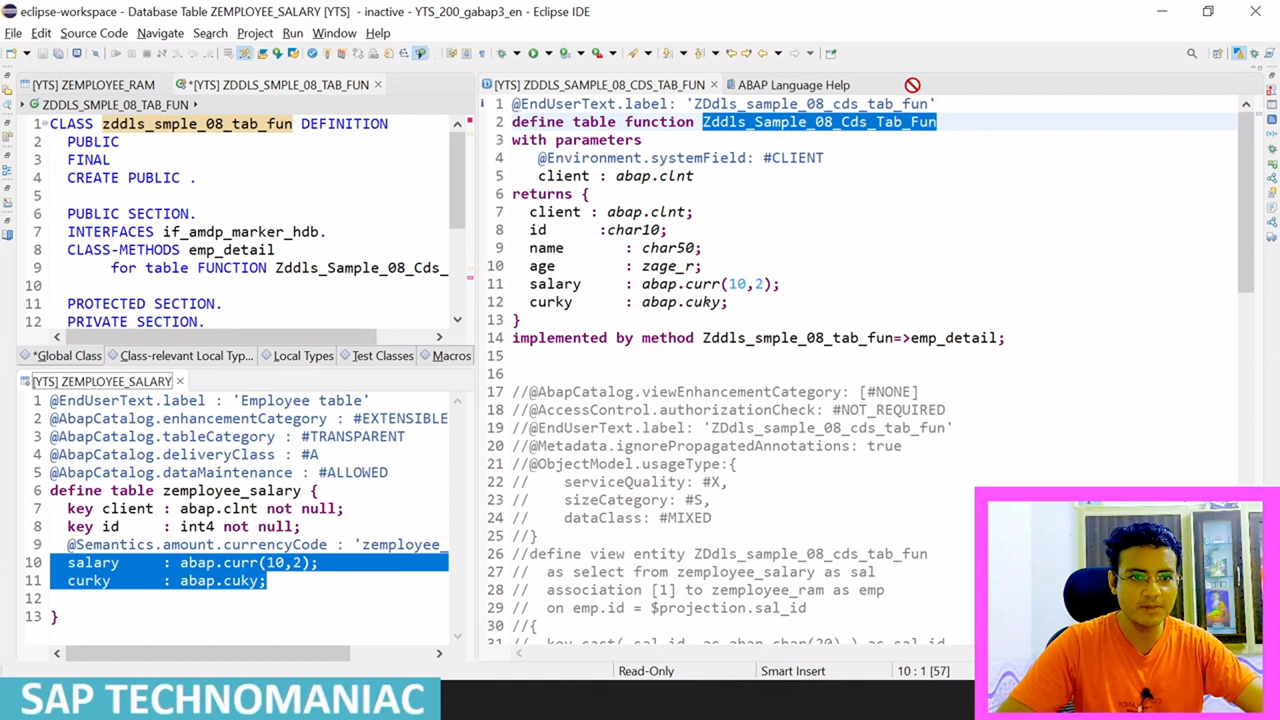 eclipse-workspace - Database Table ZEMPLOYEE_SALARY [YTS] - inactive - YTS_200_gabap3_en - Eclipse IDE
File Edit Source Code Navigate Search Project Run Window Help
[YTS] ZEMPLOYEE_RAM
*[YTS] ZDDLS_SMPLE_08_TAB_FUN
ZDDLS_SMPLE_08_TAB_FUN
1 CLASS zddls_smple_08_tab_fun DEFINITION
2 PUBLIC
3 FINAL
4 CREATE PUBLIC .
5
6 PUBLIC SECTION.
7 INTERFACES if_amdp_marker_hdb.
8 CLASS-METHODS emp_detail
9 for table FUNCTION Zddls_Sample_08_Cds_
10
11 PROTECTED SECTION.
12 PRIVATE SECTION.
*Global Class Class-relevant Local Typ... Local Types Test Classes Macros
[YTS] ZEMPLOYEE_SALARY
1 @EndUserText.label : 'Employee table'
2 @AbapCatalog.enhancementCategory : #EXTENSIBLE
3 @AbapCatalog.tableCategory : #TRANSPARENT
4 @AbapCatalog.deliveryClass : #A
5 @AbapCatalog.dataMaintenance : #ALLOWED
6 define table zemployee_salary {
7 key client : abap.clnt not null;
8 key id : int4 not null;
9 @Semantics.amount.currencyCode : 'zemployee_
10 salary : abap.curr(10,2);
11 curky : abap.cuky;
12
13 }
[YTS] ZDDLS_SAMPLE_08_CDS_TAB_FUN
ABAP Language Help
1 @EndUserText.label: 'ZDdls_sample_08_cds_tab_fun'
2 define table function Zddls_Sample_08_Cds_Tab_Fun
3 with parameters
4 @Environment.systemField: #CLIENT
5 client : abap.clnt
6 returns {
7 client : abap.clnt;
8 id :char10;
9 name : char50;
10 age : zage_r;
11 salary : abap.curr(10,2);
12 curky : abap.cuky;
13 }
14 implemented by method Zddls_smple_08_tab_fun=>emp_detail;
15
16
17 //@AbapCatalog.viewEnhancementCategory: [#NONE]
18 //@AccessControl.authorizationCheck: #NOT_REQUIRED
19 //@EndUserText.label: 'ZDdls_sample_08_cds_tab_fun'
20 //@Metadata.ignorePropagatedAnnotations: true
21 //@ObjectModel.usageType:{
22 // serviceQuality: #X,
23 // sizeCategory: #S,
24 // dataClass: #MIXED
25 //}
26 //define view entity ZDdls_sample_08_cds_tab_fun
27 // as select from zemployee_salary as sal
28 // association [1] to zemployee_ram as emp
29 // on emp.id = $projection.sal_id
30 //{
31
Read-Only Smart Insert 10 : 1 [57]
SAP TECHNOMANIAC